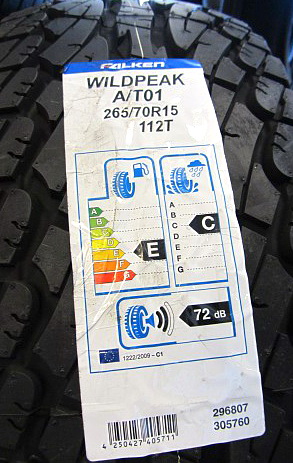 FALKEN
WILDPEAK
A/T01
265/70R15
112T
A
B
C
D
E
F
G
E
A
B
C
D
E
F
G
C
72 dB
1222/2009 - C1
296807
305760
4 250427 405711